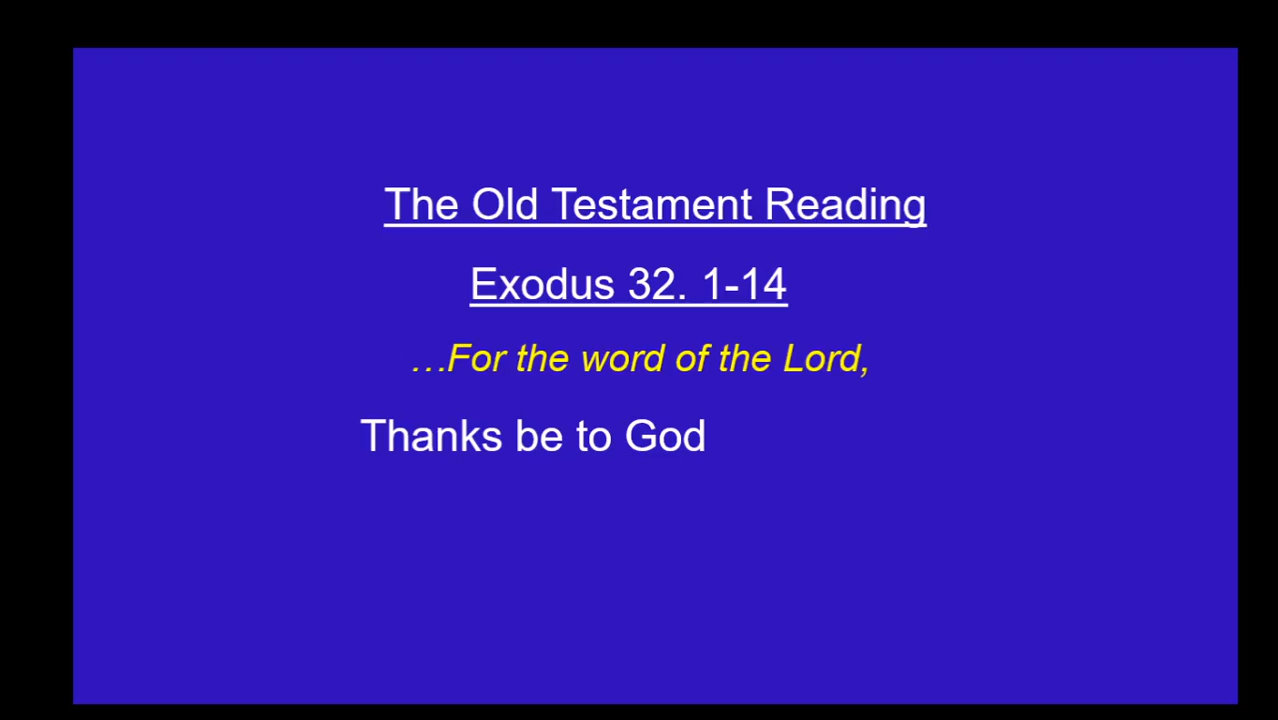 The Old Testament Reading
Exodus 32. 1-14
…For the word of the Lord,
Thanks be to God